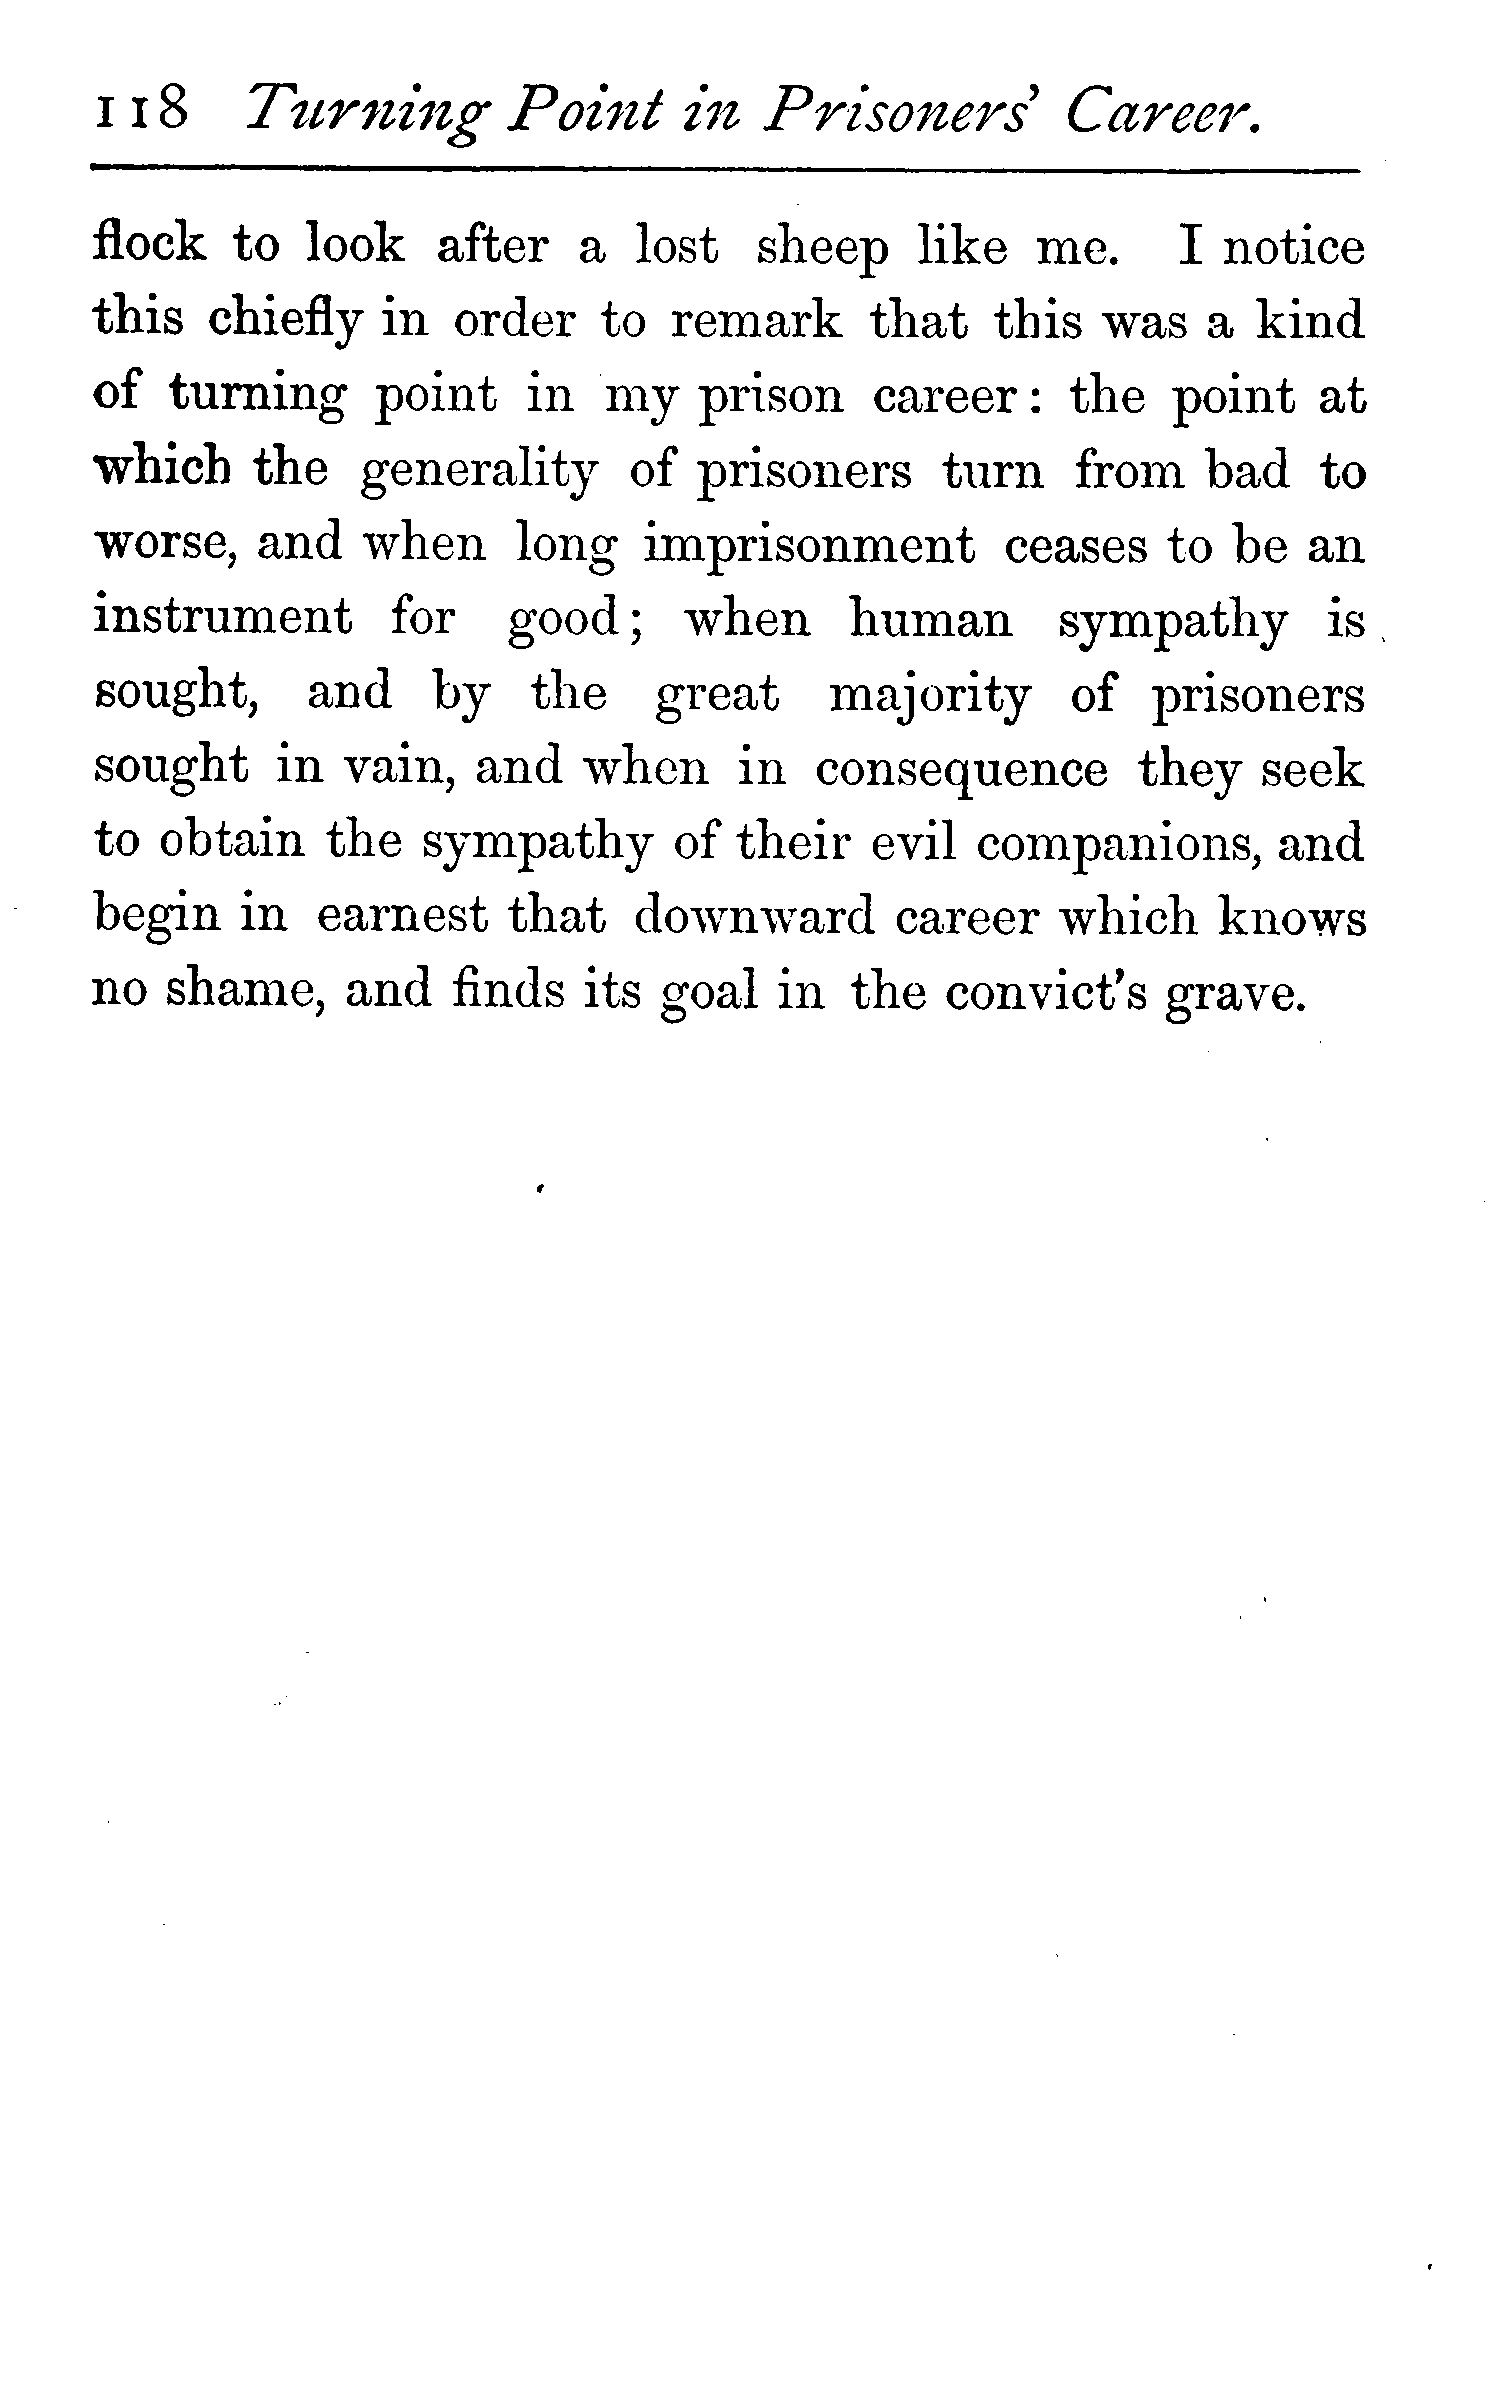 118 Turning Point in Prisoners' Career.
flock to look after a lost sheep like me. I notice
this chiefly in order to remark that this was a kind
of turning point in my prison career: the point at
which the generality of prisoners turn from bad to
worse, and when long imprisonment ceases to be an
instrument for good; when human sympathy is
sought, and by the great majority of prisoners
sought in vain, and when in consequence they seek
to obtain the sympathy of their evil companions, and
begin in earnest that downward career which knows
no shame, and finds its goal in the convict's grave.